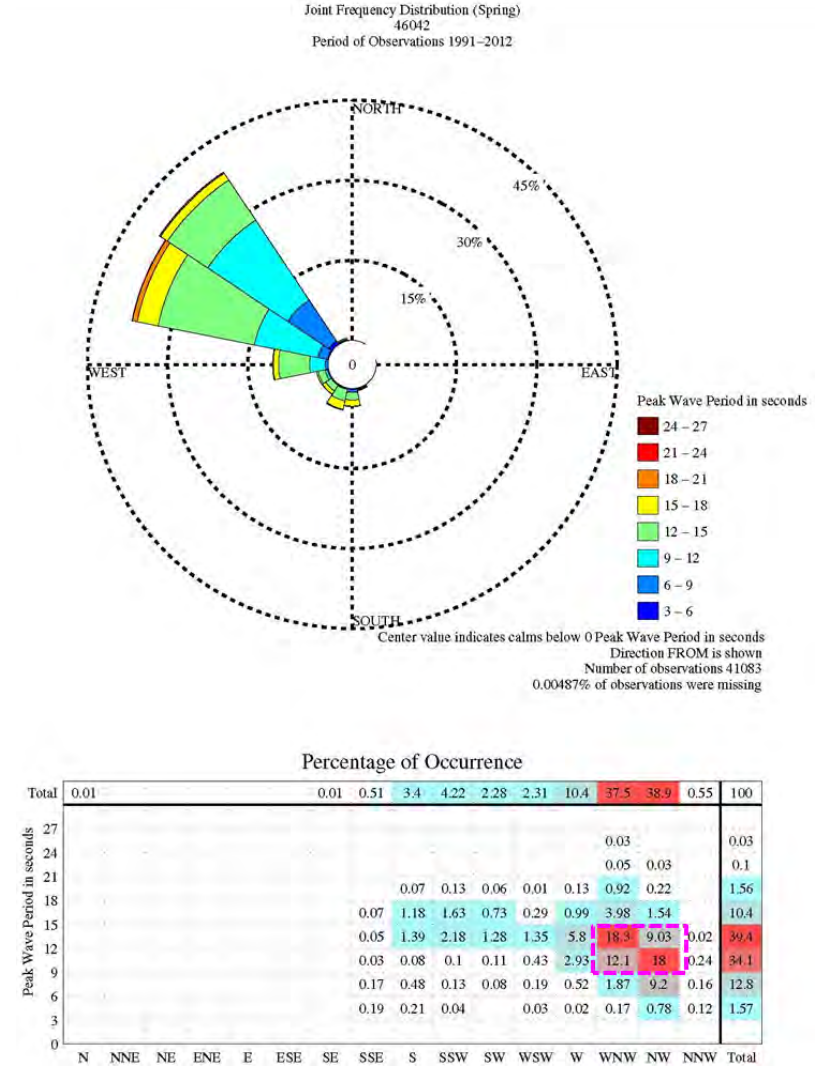 Joint Frequency Distribution (Spring)
46042
Period of Observations 1991–2012
NORTH
45%
30%
15%
WEST
0
EAST
Peak Wave Period in seconds
24 – 27
21 – 24
18 – 21
15 – 18
12 – 15
9 – 12
6 – 9
3 – 6
SOUTH
Center value indicates calms below 0 Peak Wave Period in seconds
Direction FROM is shown
Number of observations 41083
0.00487% of observations were missing
Percentage of Occurrence
Total 0.01 0.01 0.51 3.4 4.22 2.28 2.31 10.4 37.5 38.9 0.55 100
Peak Wave Period in seconds
27
0.03 0.03
24
0.05 0.03 0.1
21
0.07 0.13 0.06 0.01 0.13 0.92 0.22 1.56
18
0.07 1.18 1.63 0.73 0.29 0.99 3.98 1.54 10.4
15
0.05 1.39 2.18 1.28 1.35 5.8 18.3 9.03 0.02 39.4
12
0.03 0.08 0.1 0.11 0.43 2.93 12.1 18 0.24 34.1
9
0.17 0.48 0.13 0.08 0.19 0.52 1.87 9.2 0.16 12.8
6
0.19 0.21 0.04 0.03 0.02 0.17 0.78 0.12 1.57
3
0
N NNE NE ENE E ESE SE SSE S SSW SW WSW W WNW NW NNW Total